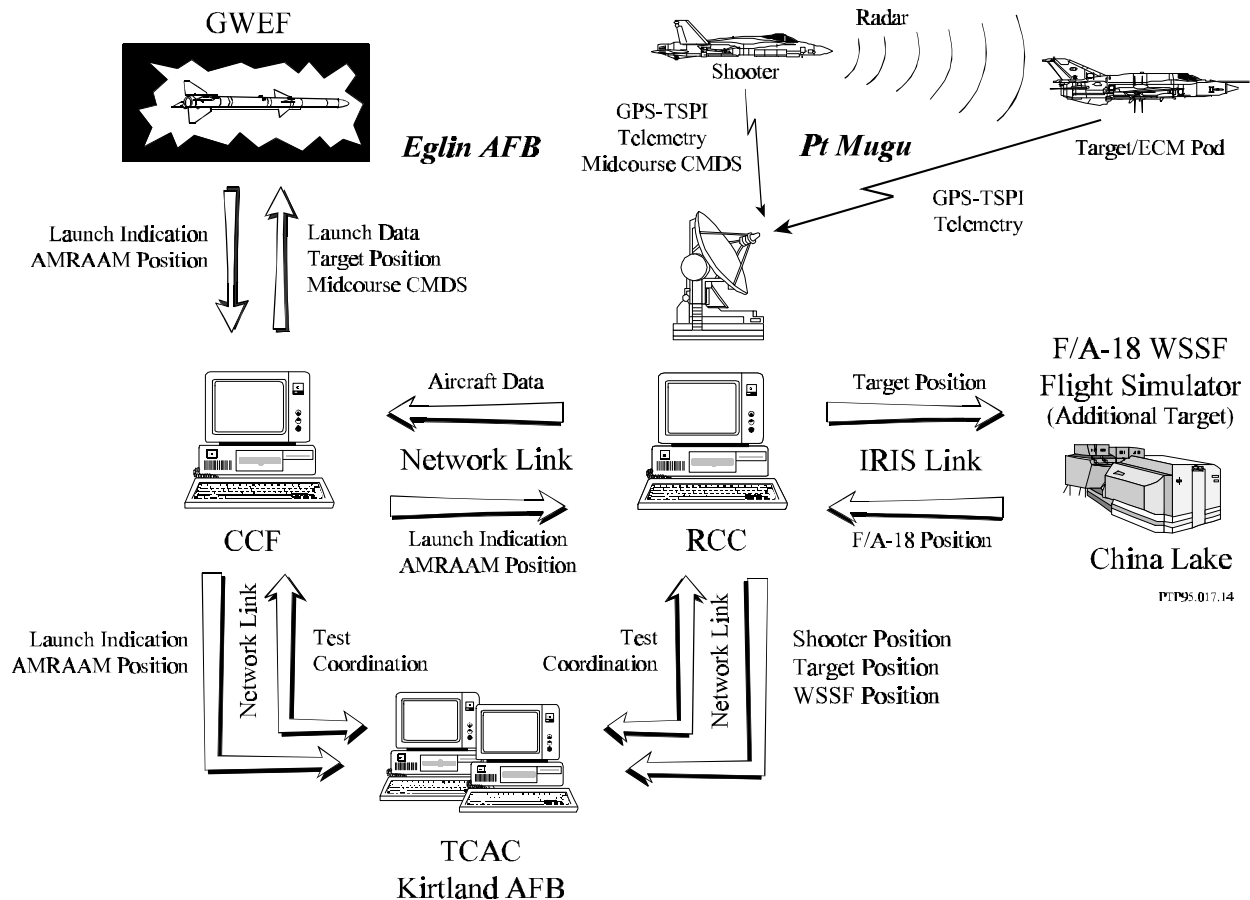 GWEF
Eglin AFB
Launch Indication
AMRAAM Position
Launch Data
Target Position
Midcourse CMDS
Radar
Shooter
GPS-TSPI
Telemetry
Midcourse CMDS
Pt Mugu
Target/ECM Pod
GPS-TSPI
Telemetry
Aircraft Data
Network Link
Launch Indication
AMRAAM Position
CCF
RCC
Target Position
IRIS Link
F/A-18 Position
F/A-18 WSSF
Flight Simulator
(Additional Target)
China Lake
PTP95.017.14
Launch Indication
AMRAAM Position
Network Link
Test
Coordination
Test
Coordination
Network Link
Shooter Position
Target Position
WSSF Position
TCAC
Kirtland AFB